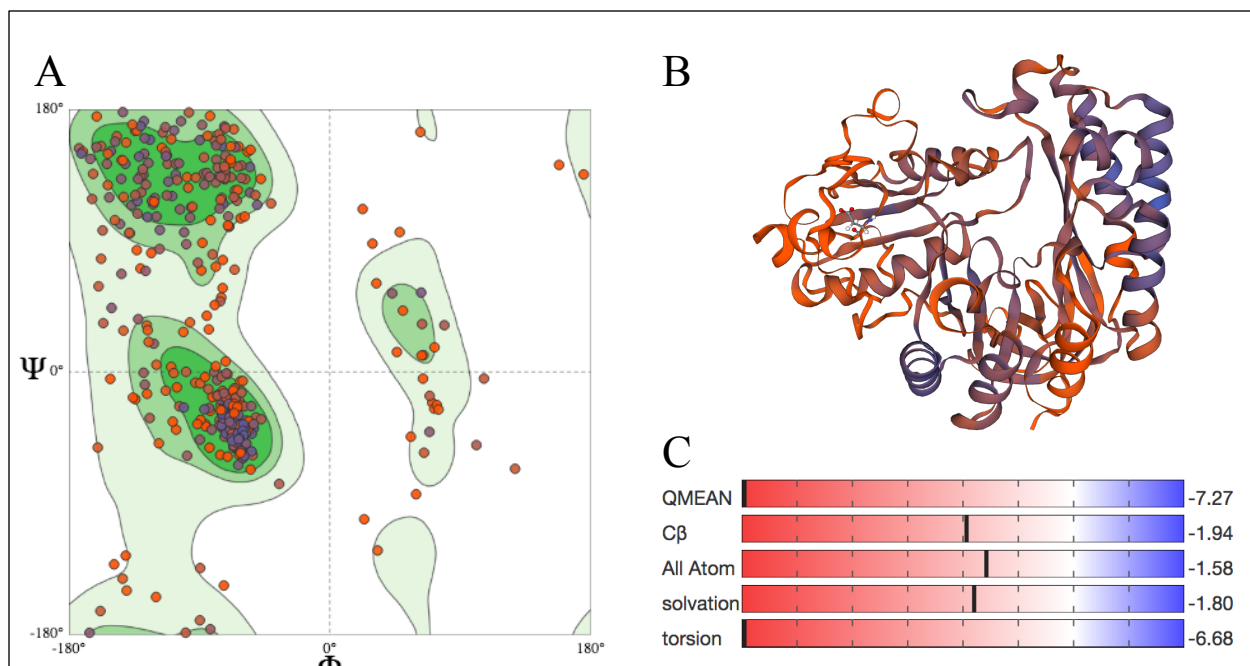 A
B
180°
Ψ 0°
-180°
-180°
0°
180°
Φ
C
QMEAN -7.27
Cβ -1.94
All Atom -1.58
solvation -1.80
torsion -6.68